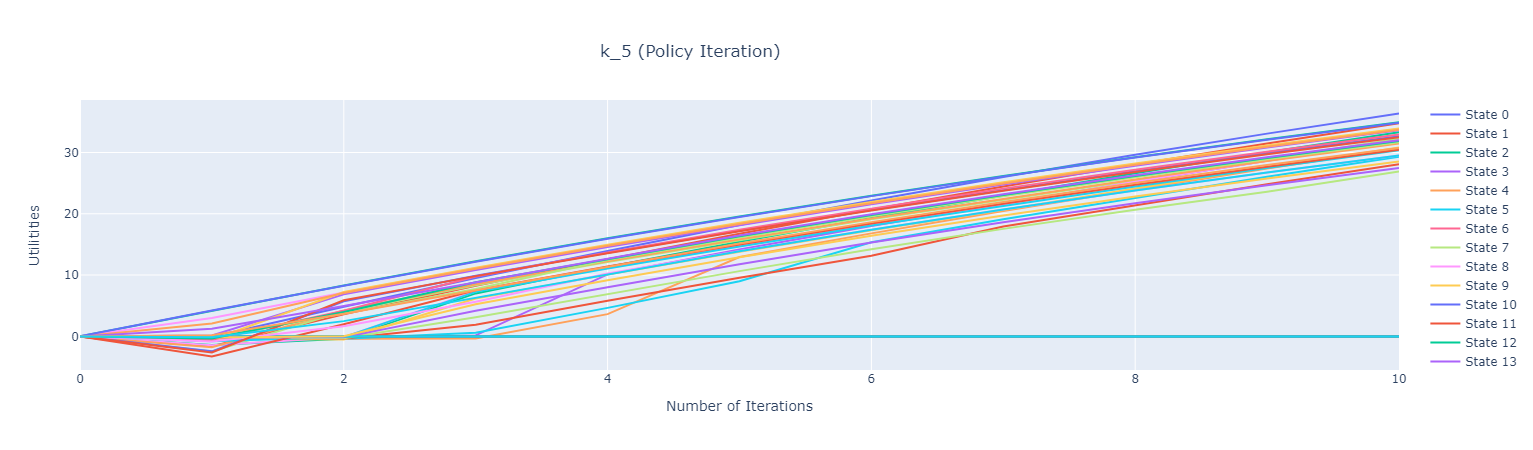 k_5 (Policy Iteration)
Utilitities
30
20
10
0
0
2
4
6
8
10
Number of Iterations
State 0
State 1
State 2
State 3
State 4
State 5
State 6
State 7
State 8
State 9
State 10
State 11
State 12
State 13